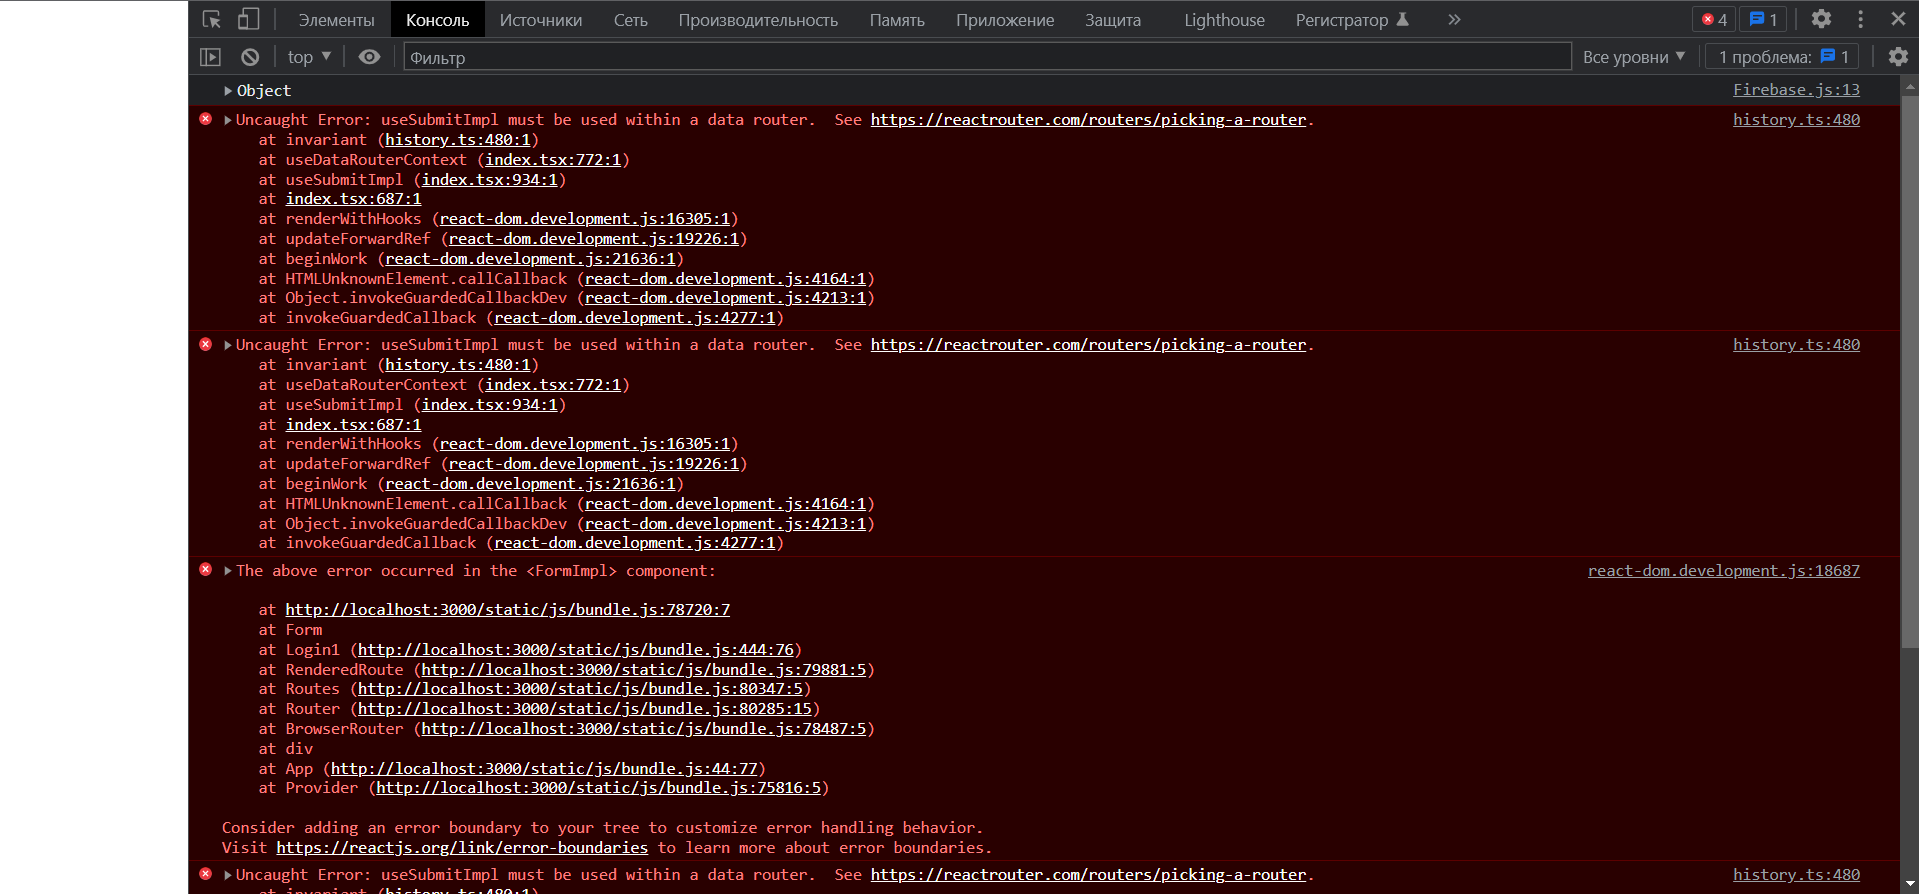 Элементы Консоль Источники Сеть Производительность Память Приложение Защита Lighthouse Регистратор » 4 1
top ▼ Фильтр Все уровни ▼ 1 проблема: 1
▶ Object Firebase.js:13
▶ Uncaught Error: useSubmitImpl must be used within a data router.  See https://reactrouter.com/routers/picking-a-router. history.ts:480
at invariant (history.ts:480:1)
at useDataRouterContext (index.tsx:772:1)
at useSubmitImpl (index.tsx:934:1)
at index.tsx:687:1
at renderWithHooks (react-dom.development.js:16305:1)
at updateForwardRef (react-dom.development.js:19226:1)
at beginWork (react-dom.development.js:21636:1)
at HTMLUnknownElement.callCallback (react-dom.development.js:4164:1)
at Object.invokeGuardedCallbackDev (react-dom.development.js:4213:1)
at invokeGuardedCallback (react-dom.development.js:4277:1)
▶ Uncaught Error: useSubmitImpl must be used within a data router.  See https://reactrouter.com/routers/picking-a-router. history.ts:480
at invariant (history.ts:480:1)
at useDataRouterContext (index.tsx:772:1)
at useSubmitImpl (index.tsx:934:1)
at index.tsx:687:1
at renderWithHooks (react-dom.development.js:16305:1)
at updateForwardRef (react-dom.development.js:19226:1)
at beginWork (react-dom.development.js:21636:1)
at HTMLUnknownElement.callCallback (react-dom.development.js:4164:1)
at Object.invokeGuardedCallbackDev (react-dom.development.js:4213:1)
at invokeGuardedCallback (react-dom.development.js:4277:1)
▶ The above error occurred in the <FormImpl> component: react-dom.development.js:18687
at http://localhost:3000/static/js/bundle.js:78720:7
at Form
at Login1 (http://localhost:3000/static/js/bundle.js:444:76)
at RenderedRoute (http://localhost:3000/static/js/bundle.js:79881:5)
at Routes (http://localhost:3000/static/js/bundle.js:80347:5)
at Router (http://localhost:3000/static/js/bundle.js:80285:15)
at BrowserRouter (http://localhost:3000/static/js/bundle.js:78487:5)
at div
at App (http://localhost:3000/static/js/bundle.js:44:77)
at Provider (http://localhost:3000/static/js/bundle.js:75816:5)
Consider adding an error boundary to your tree to customize error handling behavior.
Visit https://reactjs.org/link/error-boundaries to learn more about error boundaries.
▶ Uncaught Error: useSubmitImpl must be used within a data router.  See https://reactrouter.com/routers/picking-a-router. history.ts:480
at invariant (history.ts:480:1)